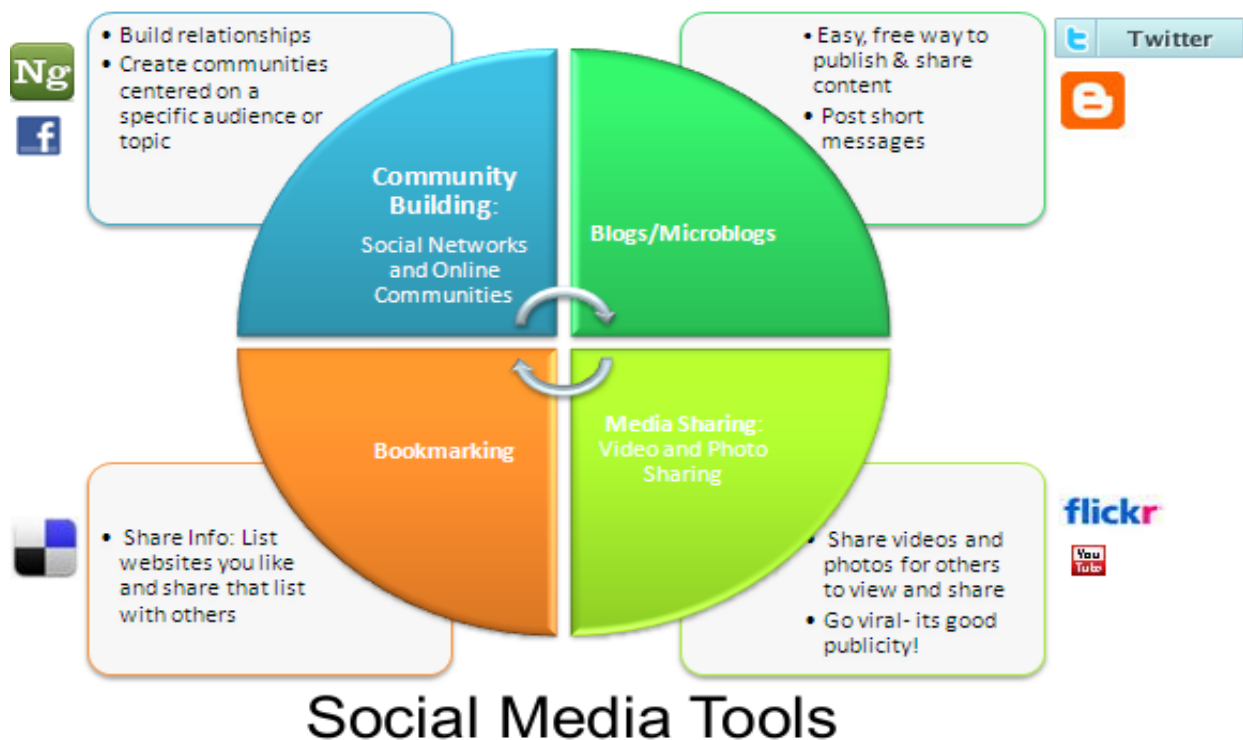 • Build relationships
• Create communities
centered on a
specific audience or
topic
Ng
f
Community
Building:
Social Networks
and Online
Communities
• Easy, free way to
publish & share
content
• Post short
messages
t Twitter
B
Blogs/Microblogs
Bookmarking
• Share Info: List
websites you like
and share that list
with others
Media Sharing:
Video and Photo
Sharing
• Share videos and
photos for others
to view and share
• Go viral- its good
publicity!
flickr
You
Tube
Social Media Tools